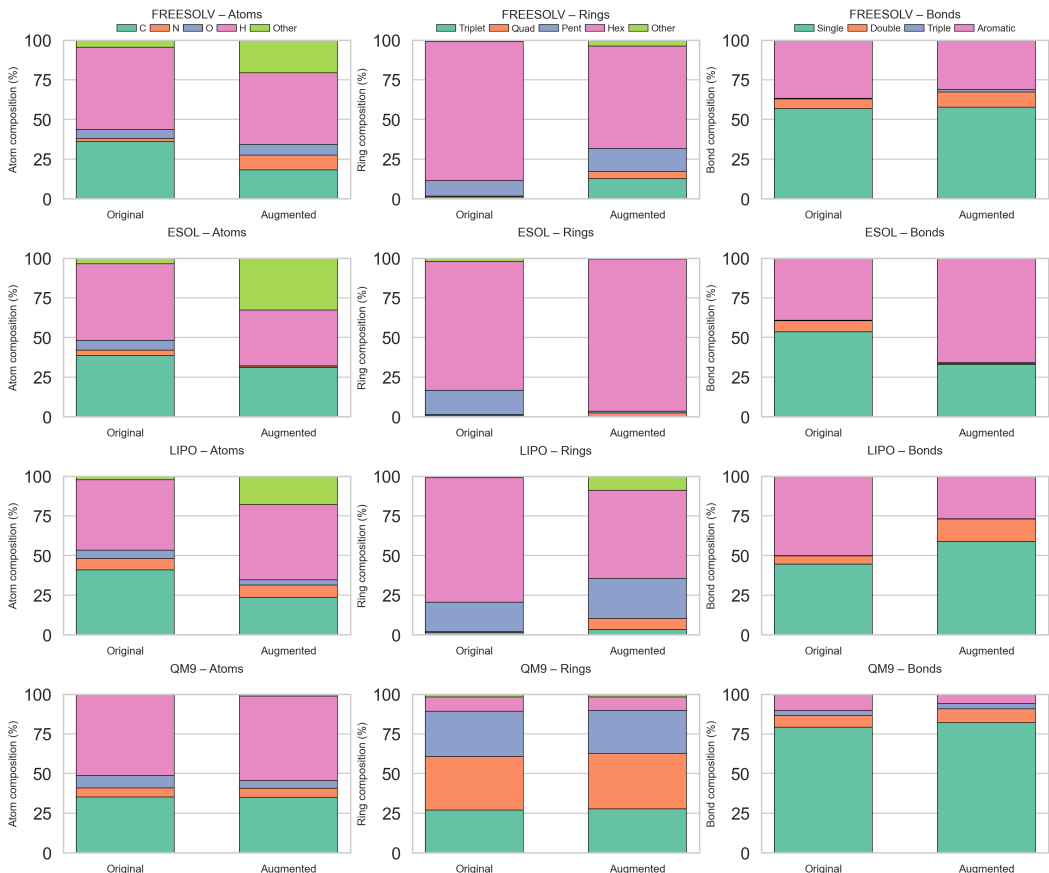 FREESOLV – Atoms
C N O H Other
Atom composition (%)
100
75
50
25
0
Original Augmented
FREESOLV – Rings
Triplet Quad Pent Hex Other
Ring composition (%)
100
75
50
25
0
Original Augmented
FREESOLV – Bonds
Single Double Triple Aromatic
Bond composition (%)
100
75
50
25
0
Original Augmented
ESOL – Atoms
Atom composition (%)
100
75
50
25
0
Original Augmented
ESOL – Rings
Ring composition (%)
100
75
50
25
0
Original Augmented
ESOL – Bonds
Bond composition (%)
100
75
50
25
0
Original Augmented
LIPO – Atoms
Atom composition (%)
100
75
50
25
0
Original Augmented
LIPO – Rings
Ring composition (%)
100
75
50
25
0
Original Augmented
LIPO – Bonds
Bond composition (%)
100
75
50
25
0
Original Augmented
QM9 – Atoms
Atom composition (%)
100
75
50
25
0
Original Augmented
QM9 – Rings
Ring composition (%)
100
75
50
25
0
Original Augmented
QM9 – Bonds
Bond composition (%)
100
75
50
25
0
Original Augmented